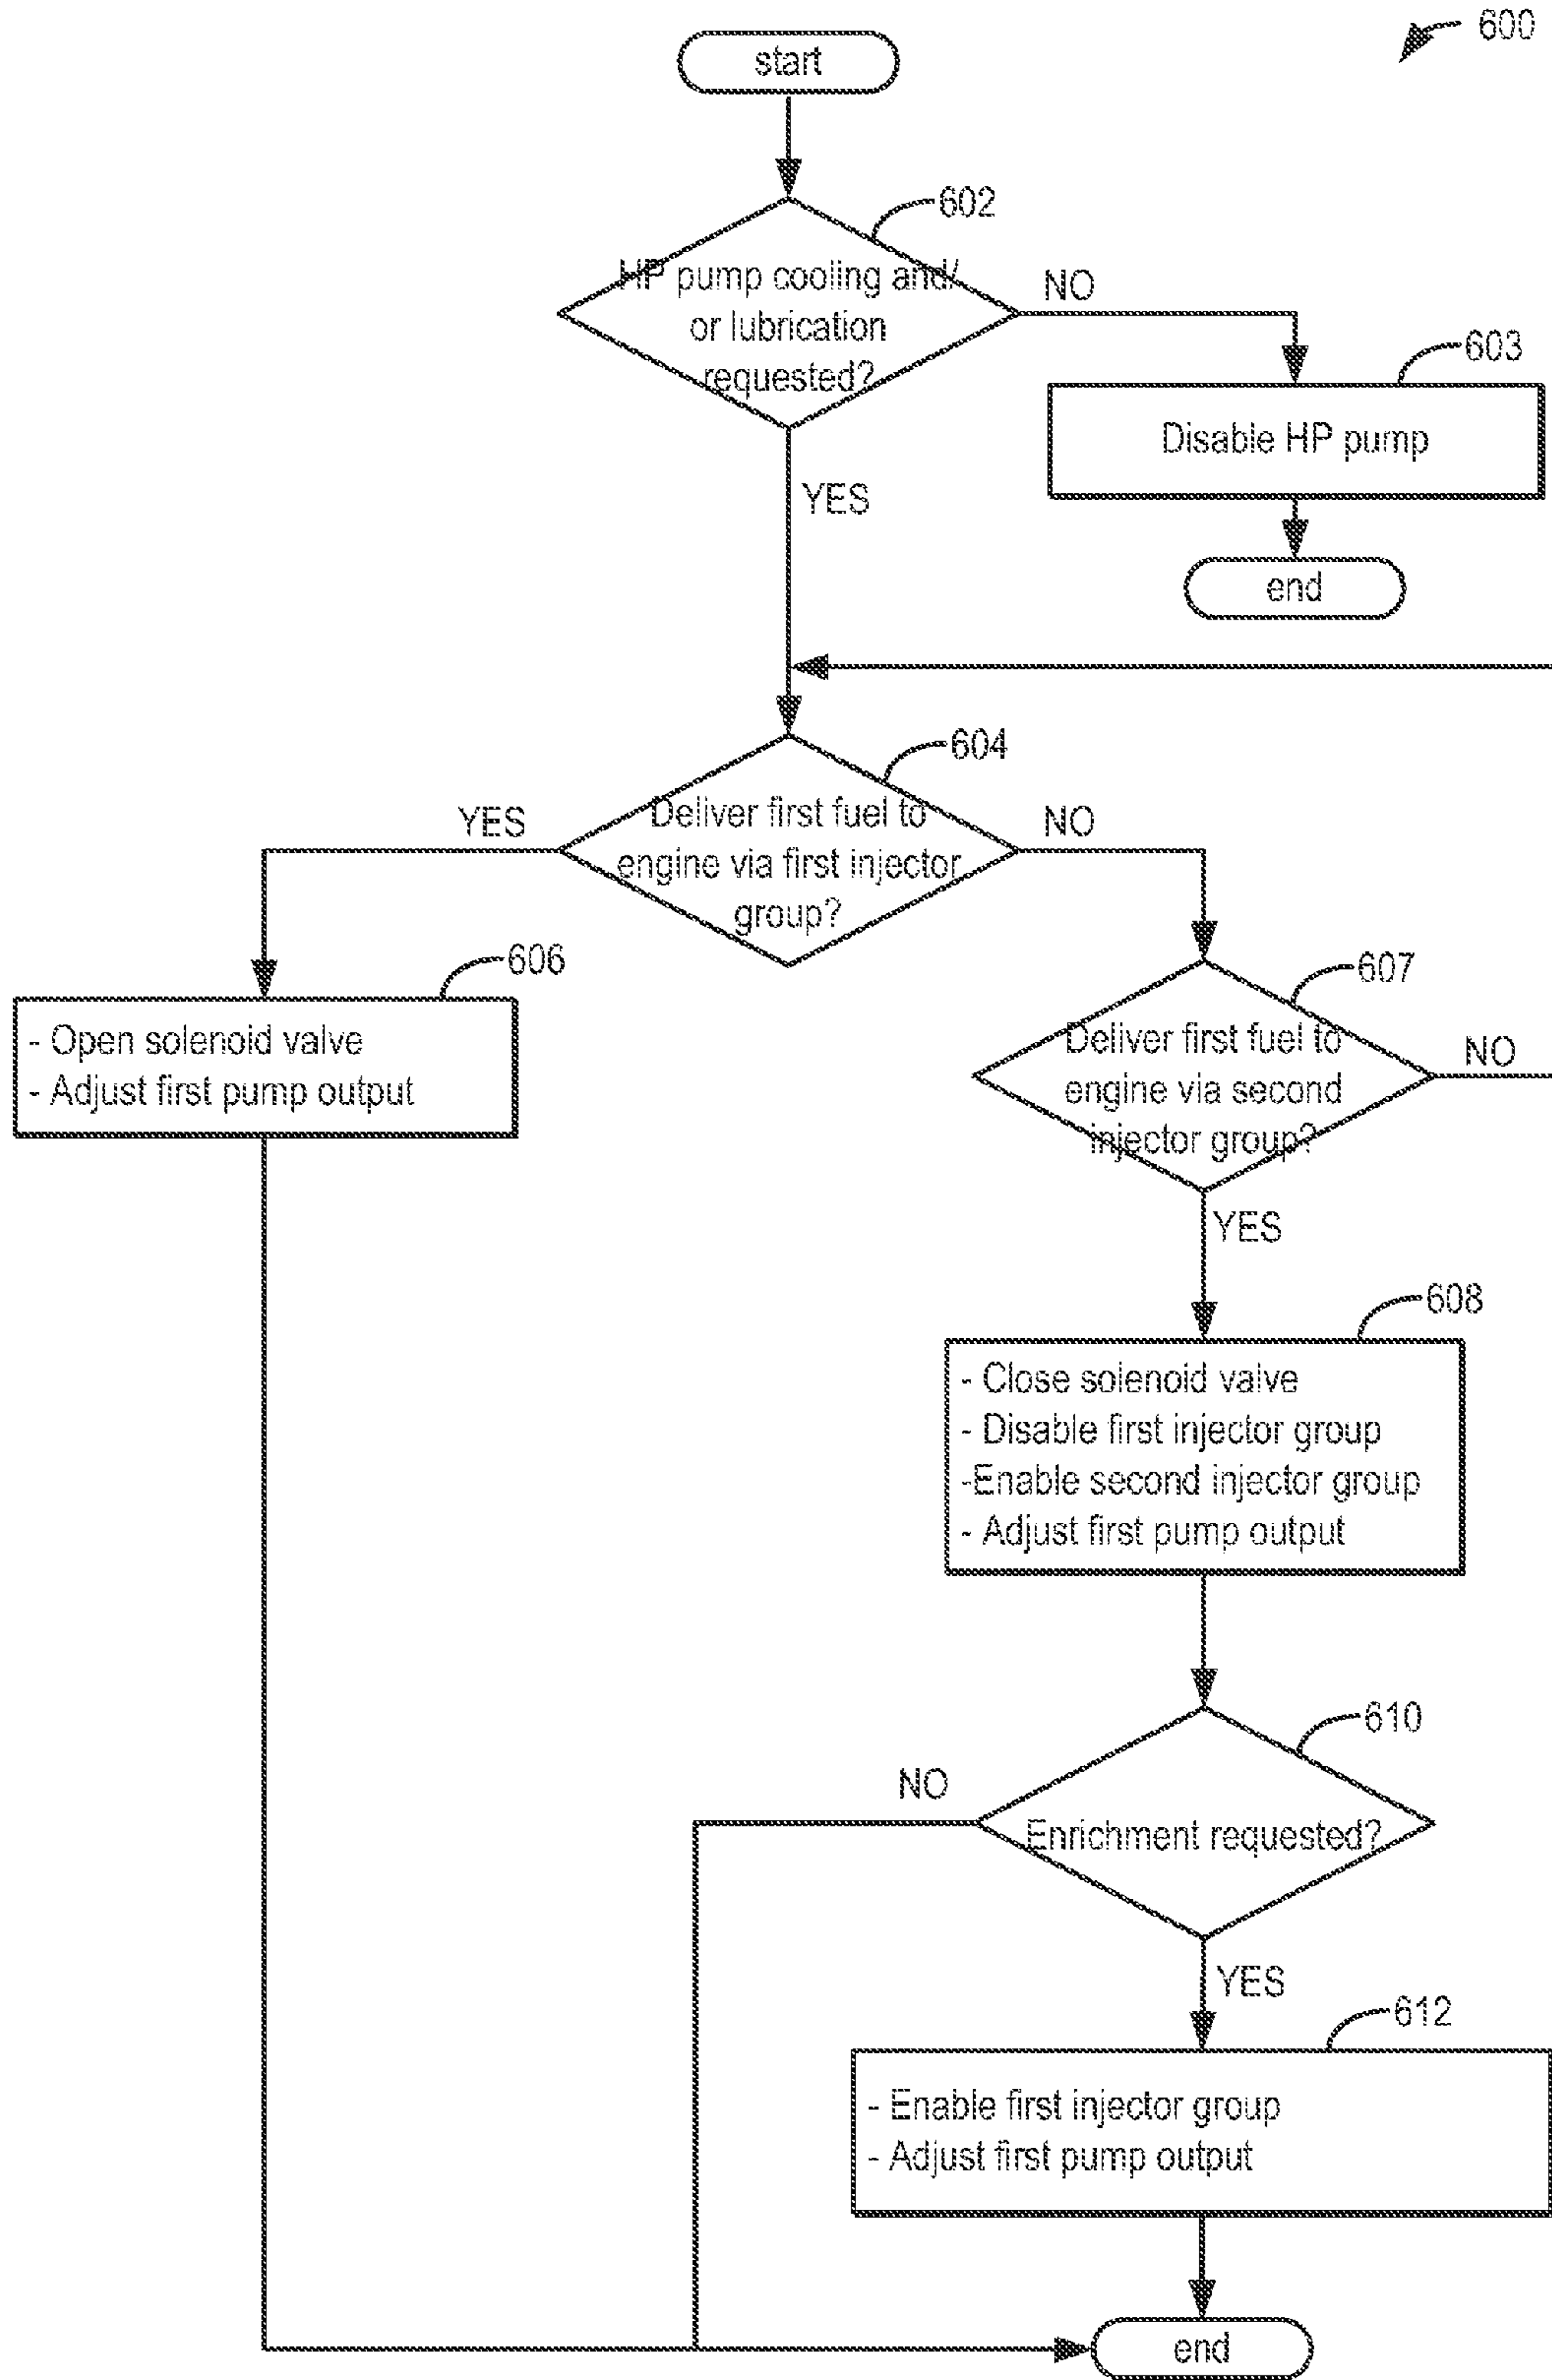 600
start
602
HP pump cooling and/
or lubrication
requested?
NO
603
Disable HP pump
YES
end
604
YES
Deliver first fuel to
engine via first injector
group?
NO
606
- Open solenoid valve
- Adjust first pump output
607
Deliver first fuel to
engine via second
injector group?
NO
YES
608
- Close solenoid valve
- Disable first injector group
-Enable second injector group
- Adjust first pump output
610
NO
Enrichment requested?
YES
612
- Enable first injector group
- Adjust first pump output
end